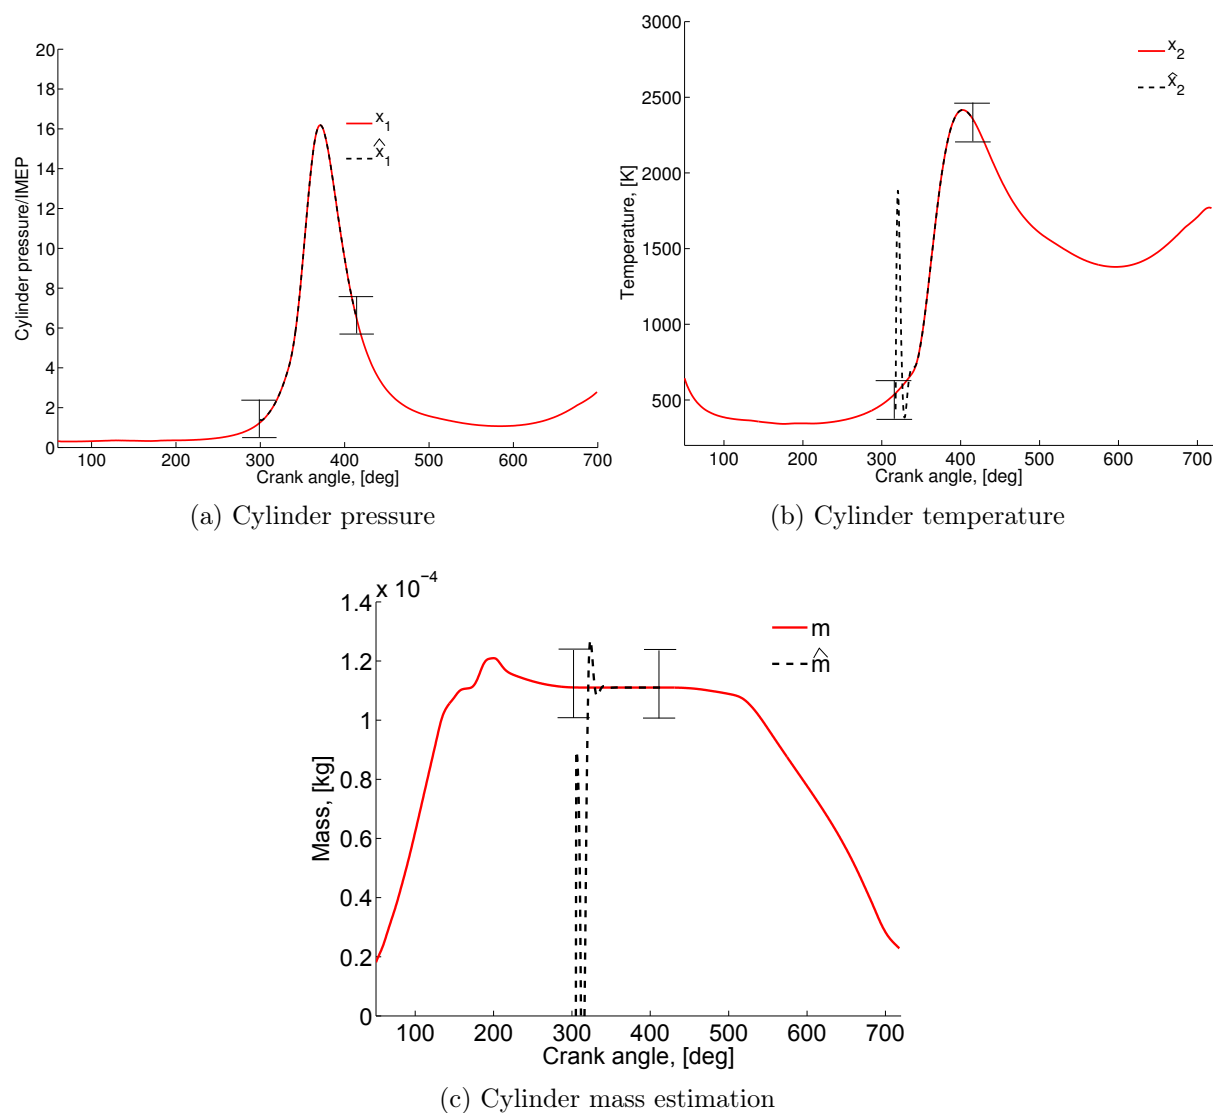 20
18
16
14
12
10
8
6
4
2
0
Cylinder pressure/IMEP
x_1
x̂_1
100 200 300 400 500 600 700
Crank angle, [deg]
(a) Cylinder pressure
3000
2500
2000
1500
1000
500
Temperature, [K]
x_2
x̂_2
100 200 300 400 500 600 700
Crank angle, [deg]
(b) Cylinder temperature
x 10^−4
1.4
1.2
1
0.8
0.6
0.4
0.2
0
Mass, [kg]
m
m̂
100 200 300 400 500 600 700
Crank angle, [deg]
(c) Cylinder mass estimation